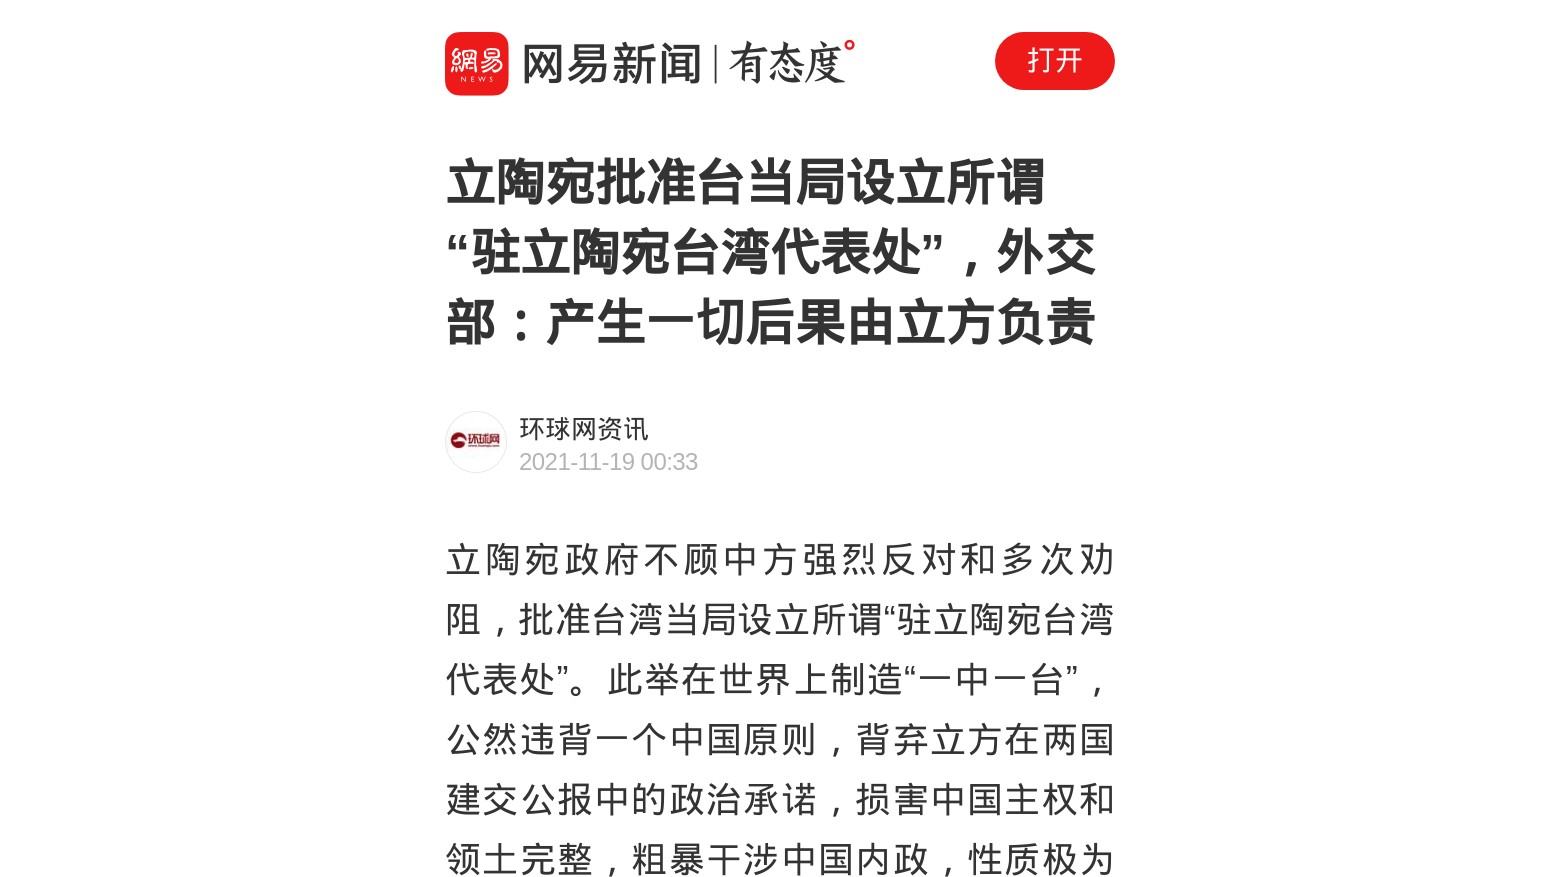 網易
NEWS
网易新闻 | 有态度°
打开
立陶宛批准台当局设立所谓
“驻立陶宛台湾代表处”，外交
部：产生一切后果由立方负责
环球网
环球网资讯
2021-11-19 00:33
立陶宛政府不顾中方强烈反对和多次劝
阻，批准台湾当局设立所谓“驻立陶宛台湾
代表处”。此举在世界上制造“一中一台”，
公然违背一个中国原则，背弃立方在两国
建交公报中的政治承诺，损害中国主权和
领土完整，粗暴干涉中国内政，性质极为